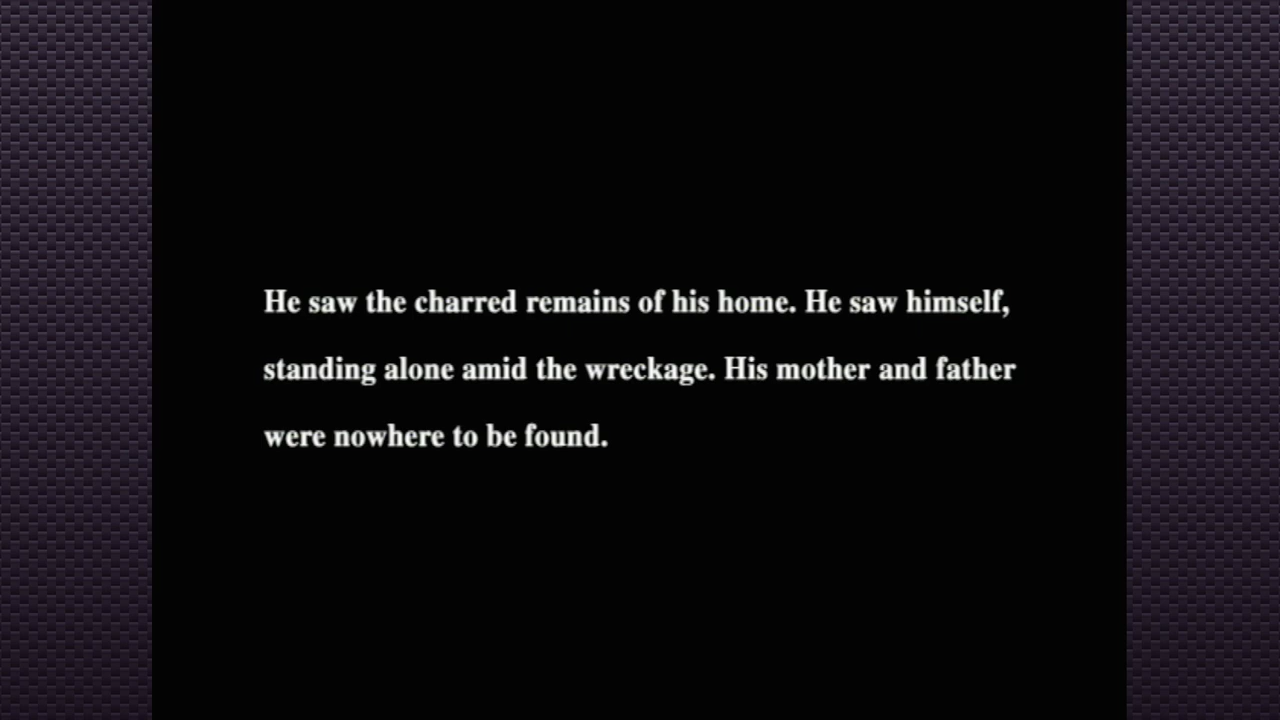 He saw the charred remains of his home. He saw himself,
standing alone amid the wreckage. His mother and father
were nowhere to be found.